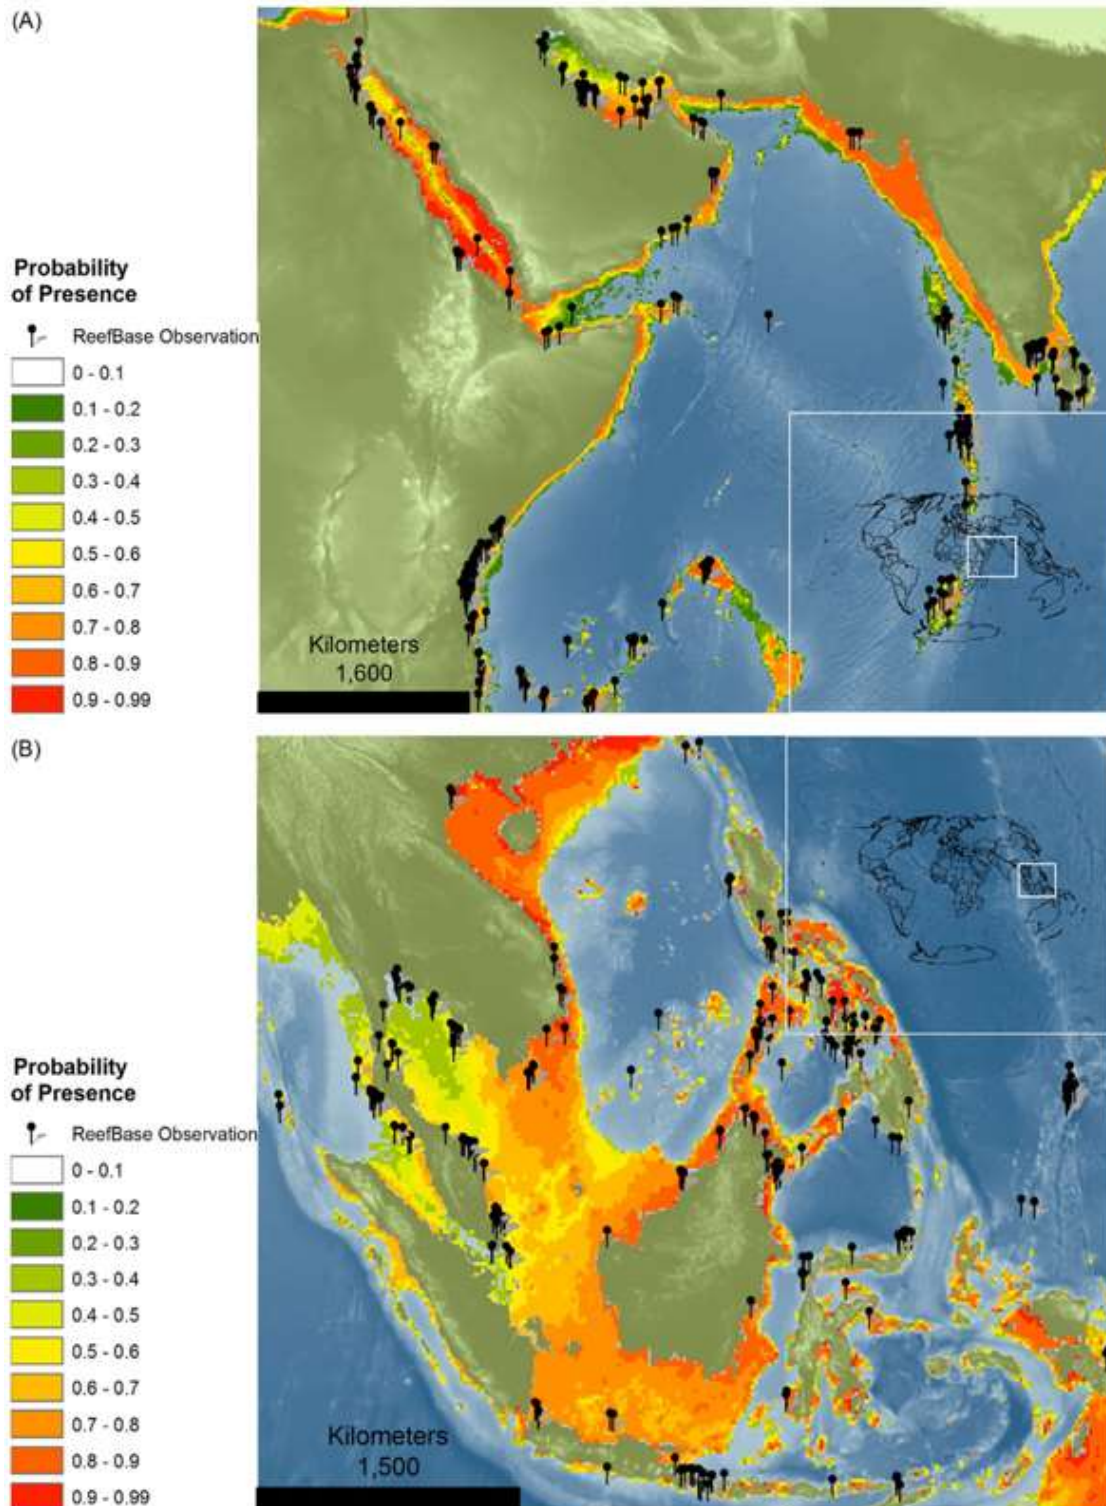 (A)
Probability
of Presence
ReefBase Observation
0 - 0.1
0.1 - 0.2
0.2 - 0.3
0.3 - 0.4
0.4 - 0.5
0.5 - 0.6
0.6 - 0.7
0.7 - 0.8
0.8 - 0.9
0.9 - 0.99
Kilometers
1,600
(B)
Probability
of Presence
ReefBase Observation
0 - 0.1
0.1 - 0.2
0.2 - 0.3
0.3 - 0.4
0.4 - 0.5
0.5 - 0.6
0.6 - 0.7
0.7 - 0.8
0.8 - 0.9
0.9 - 0.99
Kilometers
1,500